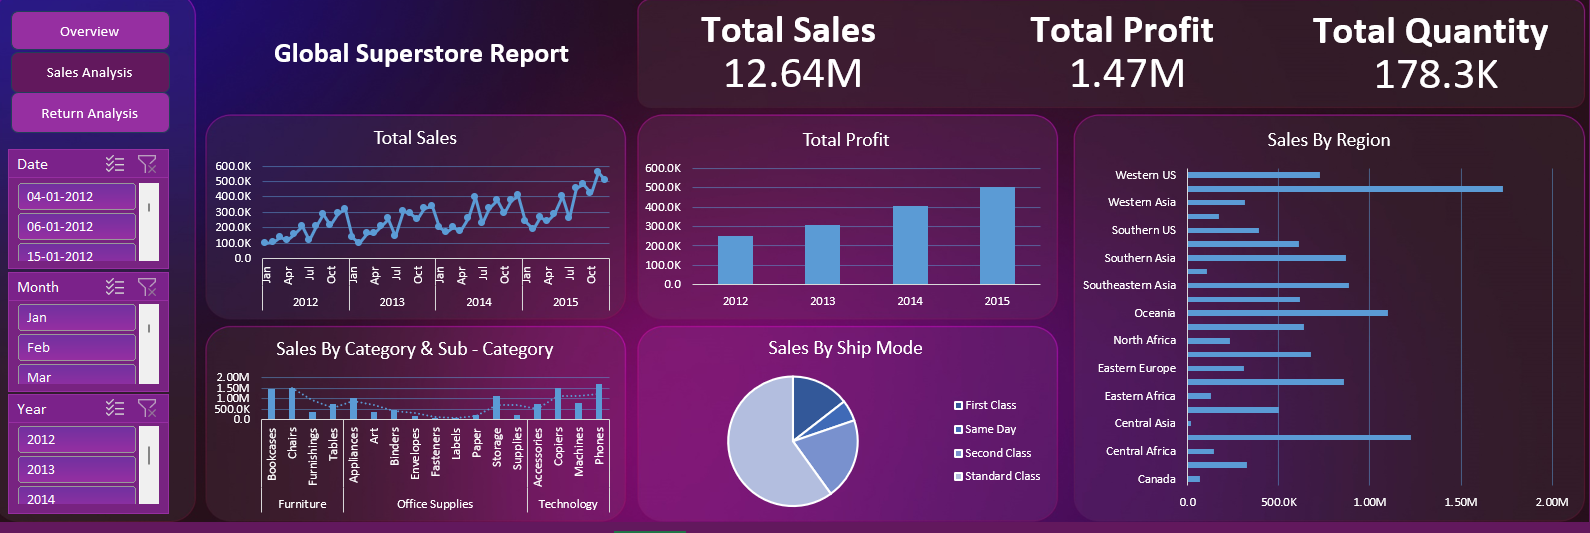 Overview
Sales Analysis
Return Analysis
Date
04-01-2012
06-01-2012
15-01-2012
Month
Jan
Feb
Mar
Year
2012
2013
2014
Global Superstore Report
Total Sales
12.64M
Total Profit
1.47M
Total Quantity
178.3K
Total Sales
600.0K
500.0K
400.0K
300.0K
200.0K
100.0K
0.0
Jan Apr Jul Oct Jan Apr Jul Oct Jan Apr Jul Oct Jan Apr Jul Oct
2012 2013 2014 2015
Total Profit
600.0K
500.0K
400.0K
300.0K
200.0K
100.0K
0.0
2012 2013 2014 2015
Sales By Region
Western US
Western Asia
Southern US
Southern Asia
Southeastern Asia
Oceania
North Africa
Eastern Europe
Eastern Africa
Central Asia
Central Africa
Canada
0.0 500.0K 1.00M 1.50M 2.00M
Sales By Category & Sub - Category
2.00M
1.50M
1.00M
500.0K
0.0
Bookcases Chairs Furnishings Tables Appliances Art Binders Envelopes Fasteners Labels Paper Storage Supplies Accessories Copiers Machines Phones
Furniture Office Supplies Technology
Sales By Ship Mode
First Class
Same Day
Second Class
Standard Class